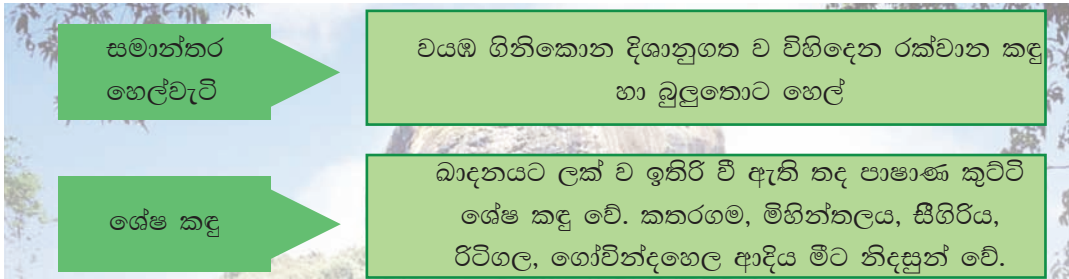 සමාන්තර
හෙල්වැටි
වයඹ ගිනිකොන දිශානුගත ව විහිදෙන රක්වාන කඳු
හා බුලුතොට හෙල්
ශේෂ කඳු
ඛාදනයට ලක් ව ඉතිරි වී ඇති තද පාෂාණ කුට්ටි
ශේෂ කඳු වේ. කතරගම, මිහින්තලය, සීගිරිය,
රිටිගල, ගෝවින්දහෙල ආදිය මීට නිදසුන් වේ.